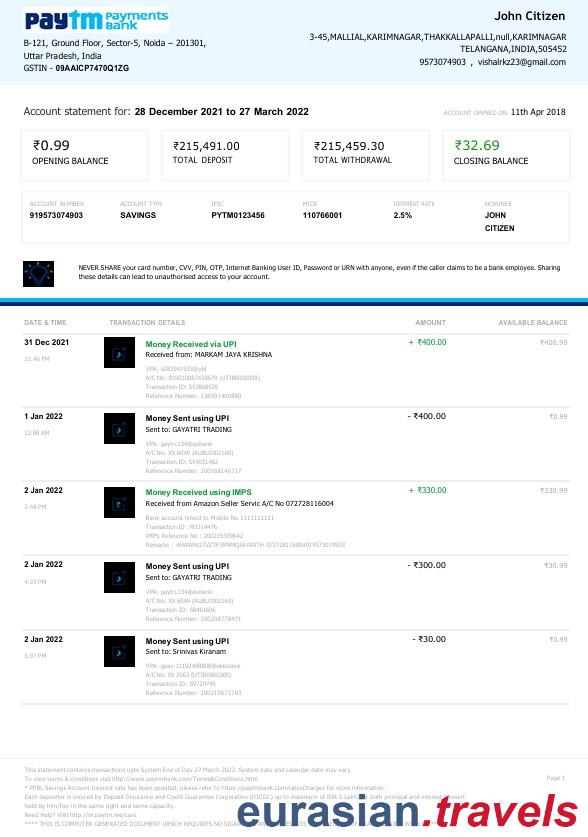 paytm payments bank
John Citizen
B-121, Ground Floor, Sector-5, Noida – 201301,
Uttar Pradesh, India
GSTIN - 09AAICP7470Q1ZG
3-45,MALLIAL,KARIMNAGAR,THAKKALAPALLI,null,KARIMNAGAR
TELANGANA,INDIA,505452
9573074903 , vishalrkz23@gmail.com
Account statement for: 28 December 2021 to 27 March 2022
ACCOUNT OPENED ON 11th Apr 2018
₹0.99
OPENING BALANCE
₹215,491.00
TOTAL DEPOSIT
₹215,459.30
TOTAL WITHDRAWAL
₹32.69
CLOSING BALANCE
ACCOUNT NUMBER ACCOUNT TYPE IFSC MICR INTEREST RATE NOMINEE
919573074903 SAVINGS PYTM0123456 110766001 2.5% JOHN
CITIZEN
NEVER SHARE your card number, CVV, PIN, OTP, Internet Banking User ID, Password or URN with anyone, even if the caller claims to be a bank employee. Sharing
these details can lead to unauthorised access to your account.
DATE & TIME TRANSACTION DETAILS AMOUNT AVAILABLE BALANCE
31 Dec 2021 Money Received via UPI + ₹400.00 ₹400.99
11:46 PM Received from: MARKAM JAYA KRISHNA
VPA: 6281941533@ybl
A/C No: 919010087438679 (UTIB0000008)
Transaction ID: S53868639
Reference Number: 136591400880
1 Jan 2022 Money Sent using UPI - ₹400.00 ₹0.99
12:08 AM Sent to: GAYATRI TRADING
VPA: gaytri.134@aubank
A/C No: XX 6049 (AUBL0002160)
Transaction ID: S54031482
Reference Number: 200168146717
2 Jan 2022 Money Received using IMPS + ₹330.00 ₹330.99
3:48 PM Received from Amazon Seller Servic A/C No 072728116004
Bank account linked to Mobile No 1111111111
Transaction ID : M3314476
IMPS Reference No : 200215309642
2 Jan 2022 Money Sent using UPI - ₹300.00 ₹30.99
4:33 PM Sent to: GAYATRI TRADING
VPA: gaytri.134@aubank
A/C No: XX 6049 (AUBL0002160)
Transaction ID: S8461606
Reference Number: 200208778471
2 Jan 2022 Money Sent using UPI - ₹30.00 ₹0.99
5:07 PM Sent to: Srinivas Kiranam
VPA: gpay-11192498808@okbizaxis
A/C No: XX 2063 (UTIB0000000)
Transaction ID: S9729749
Reference Number: 200215671703
This statement contains transactions upto System End of Day 27 March 2022. System date and calendar date may vary.
To view terms & conditions visit http://www.paytmbank.com/Terms&Conditions.html
Page 1
* PPBL Savings Account Interest rate has been updated, please refer to https://paytmbank.com/ratesCharges for more information.
Each depositor is insured by Deposit Insurance and Credit Guarantee Corporation (DICGC) up to maximum of INR 5 Lakh for both principal and interest amount
held by him/her in the same right and same capacity.
Need Help? Visit http://m.paytm.me/care
**** THIS IS COMPUTER GENERATED DOCUMENT WHICH REQUIRES NO
eurasian.travels